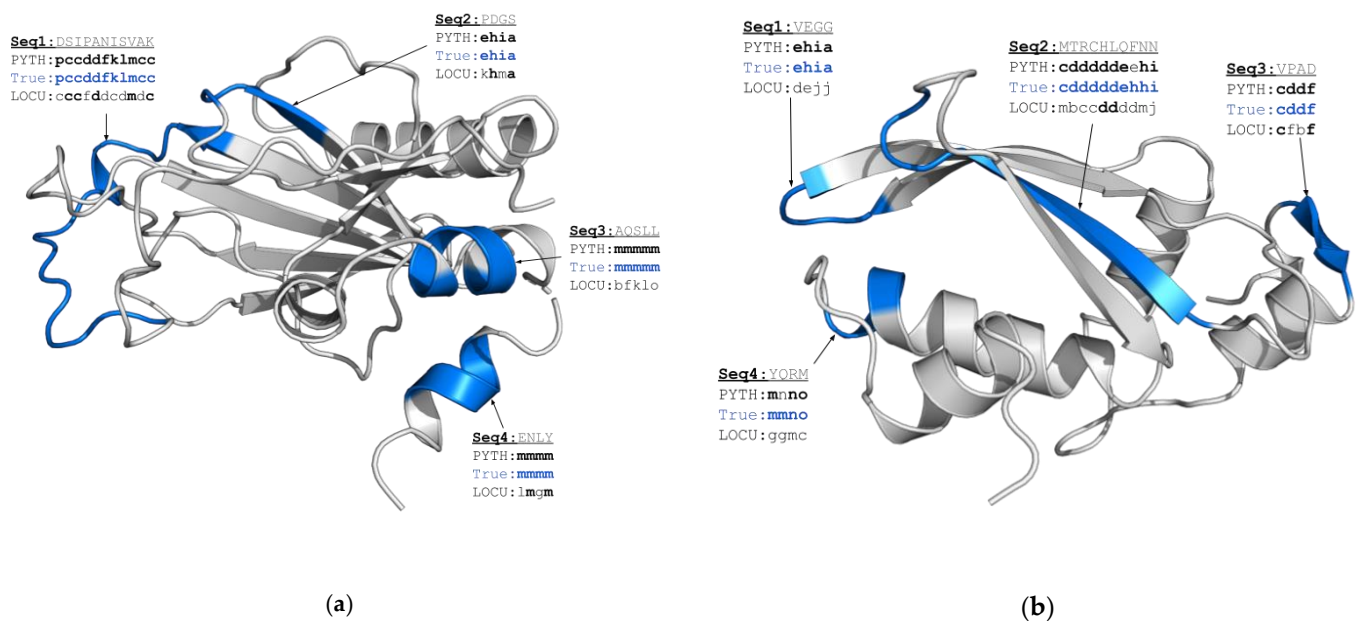 Seq1:DSIPANISVAK
PYTH:pccddfklmcc
True:pccddfklmcc
LOCU:cccfddcdmdc
Seq2:PDGS
PYTH:ehia
True:ehia
LOCU:khma
Seq3:AQSLL
PYTH:mmmmm
True:mmmmm
LOCU:bfklo
Seq4:ENLY
PYTH:mmmm
True:mmmm
LOCU:lmgm
(a)
Seq1:VEGG
PYTH:ehia
True:ehia
LOCU:dejj
Seq2:MTRCHLQFNN
PYTH:cdddddeehi
True:cdddddehhi
LOCU:mbccddddmj
Seq3:VPAD
PYTH:cddf
True:cddf
LOCU:cfbf
Seq4:YQRM
PYTH:mnno
True:mmno
LOCU:ggmc
(b)